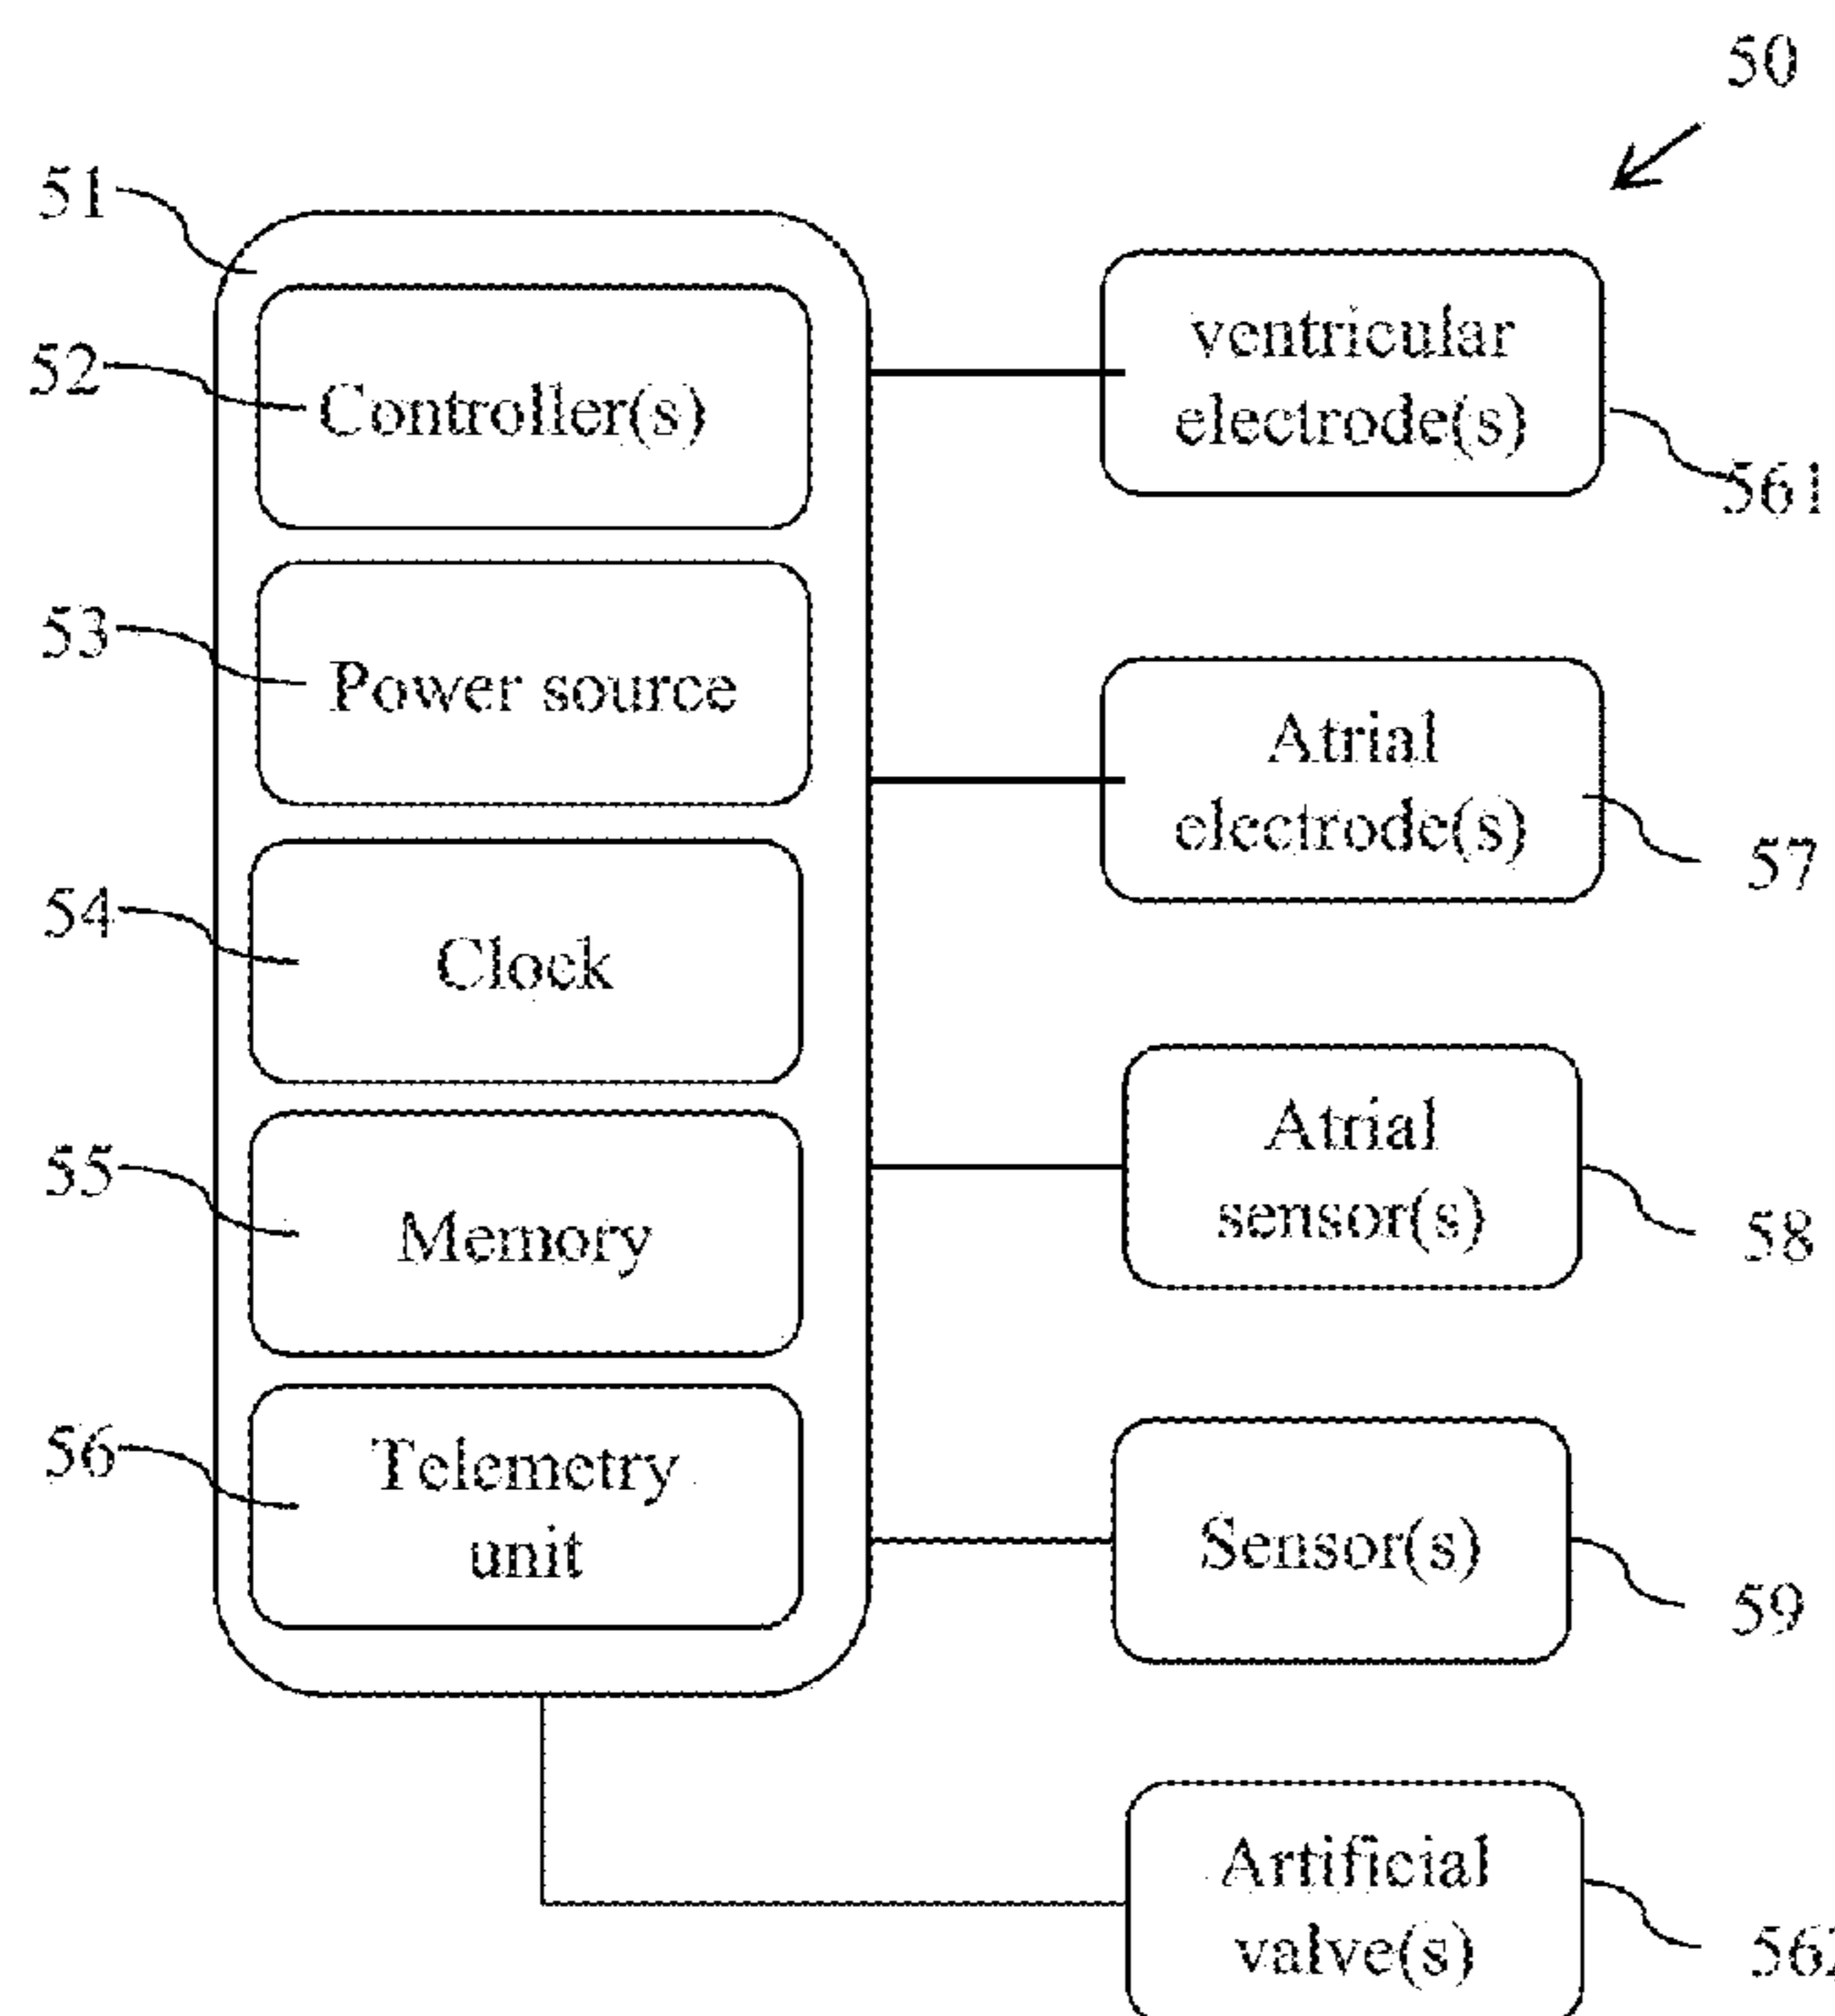 50
51
52
Controller(s)
ventricular
electrode(s)
561
53
Power source
Atrial
electrode(s)
57
54
Clock
Atrial
sensor(s)
58
55
Memory
56
Telemetry
unit
Sensor(s)
59
Artificial
valve(s)